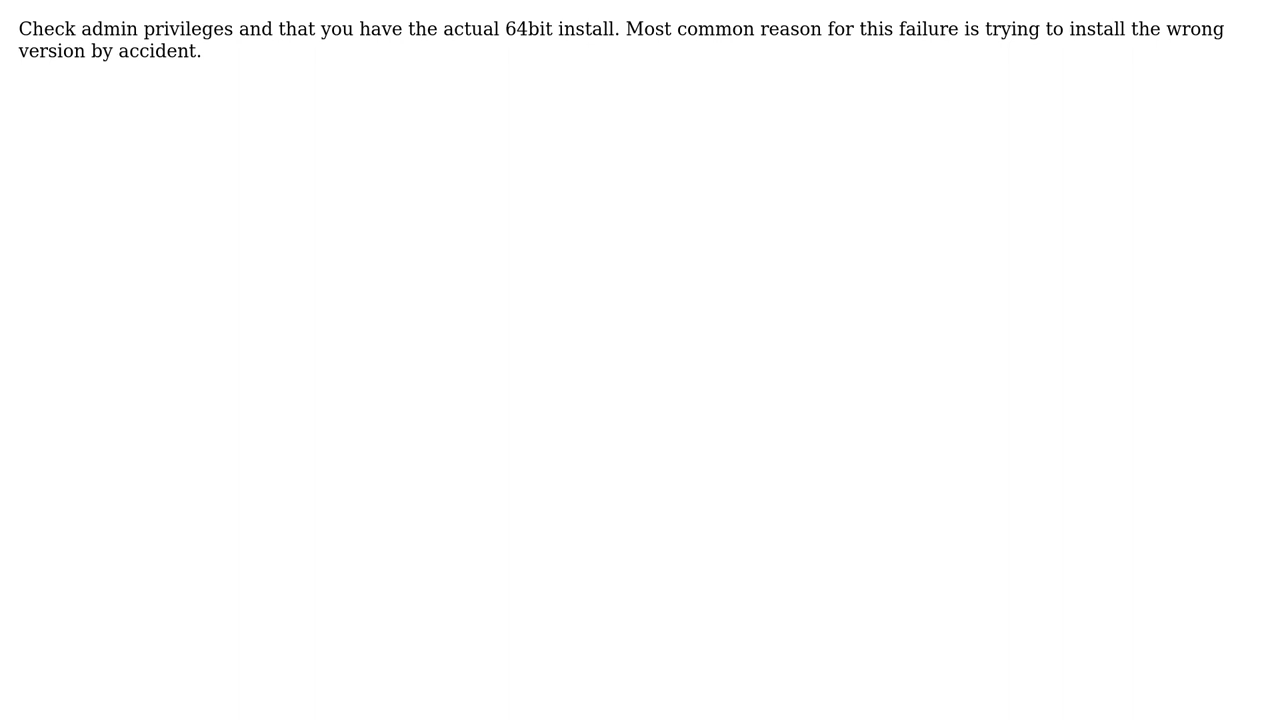 Check admin privileges and that you have the actual 64bit install. Most common reason for this failure is trying to install the wrong
version by accident.